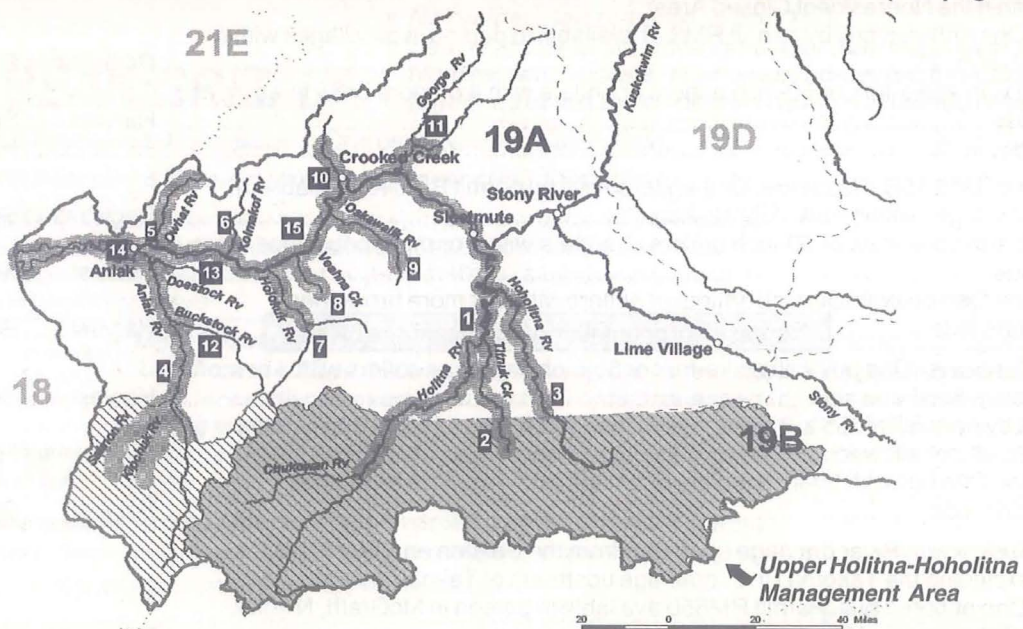 21E
George Rv
11
19A
Kuskokwim Rv
19D
Crooked Creek
10
Stony River
Sleetmute
5
Owhat Rv
6
Kolmakof Rv
15
Oskawalik Rv
14
Aniak
13
9
Doestock Rv
Veahna Ck
8
Aniak Rv
Buckstock Rv
12
7
1
Hoholitna Rv
Lime Village
4
Holitna Rv
Titnuk Ck
3
Stony Rv
18
19B
2
Chukowan Rv
Upper Holitna-Hoholitna
Management Area
20 0 20 40 Miles